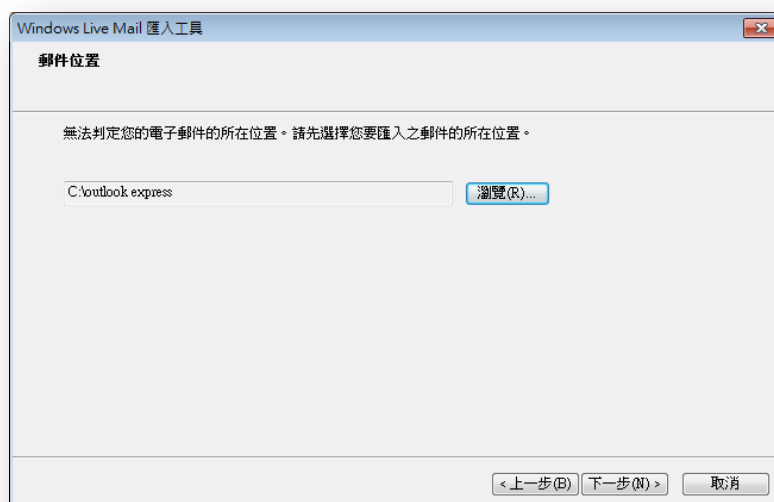 Windows Live Mail 匯入工具
郵件位置
無法判定您的電子郵件的所在位置。請先選擇您要匯入之郵件的所在位置。
C:\outlook express
瀏覽(R)...
<上一步(B) 下一步(N)> 取消